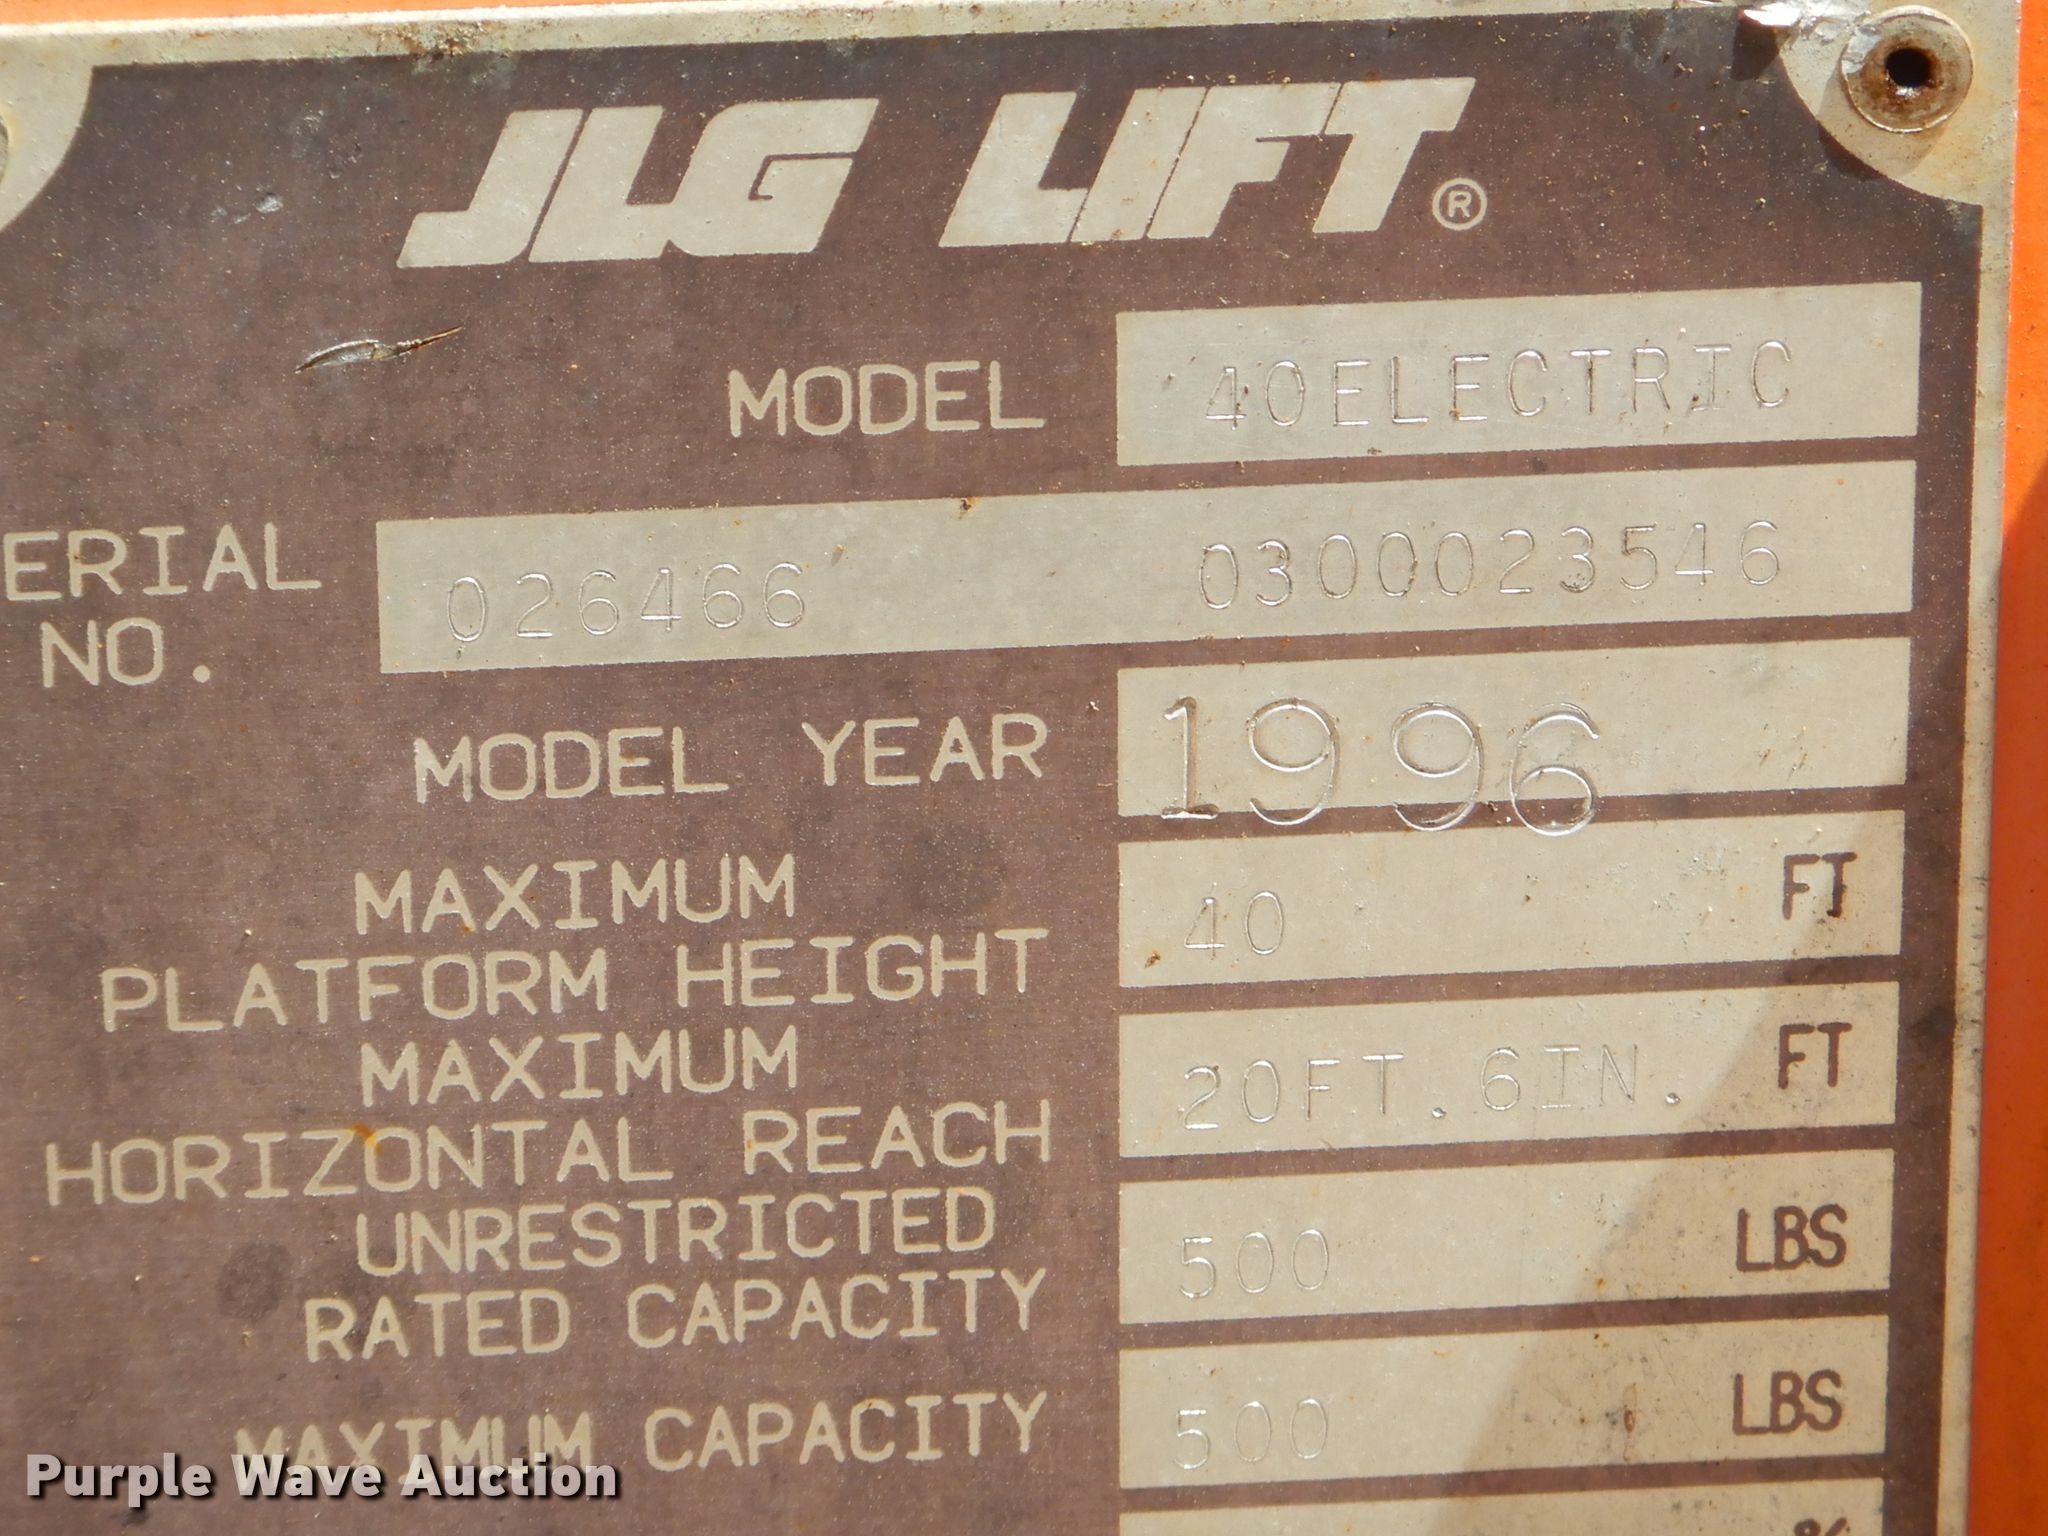 JLG LIFT®
MODEL 40ELECTRIC
ERIAL
NO. 026466 0300023546
MODEL YEAR 1996
MAXIMUM
PLATFORM HEIGHT 40 FT
MAXIMUM
HORIZONTAL REACH 20FT.6IN. FT
UNRESTRICTED
RATED CAPACITY 500 LBS
MAXIMUM CAPACITY 500 LBS
%
Purple Wave Auction